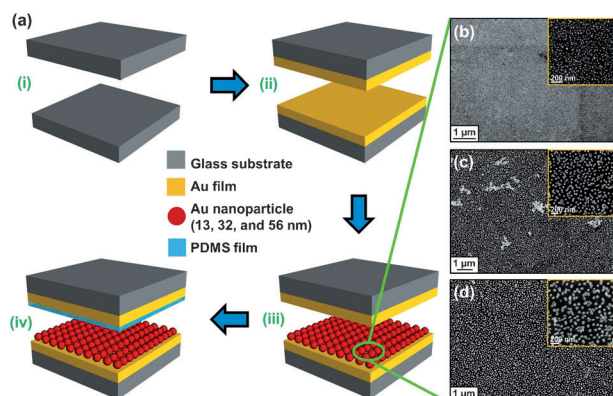 (a)
(i)
(ii)
Glass substrate
Au film
Au nanoparticle
(13, 32, and 56 nm)
PDMS film
(iv)
(iii)
(b)
200 nm
1 µm
(c)
200 nm
1 µm
(d)
200 nm
1 µm